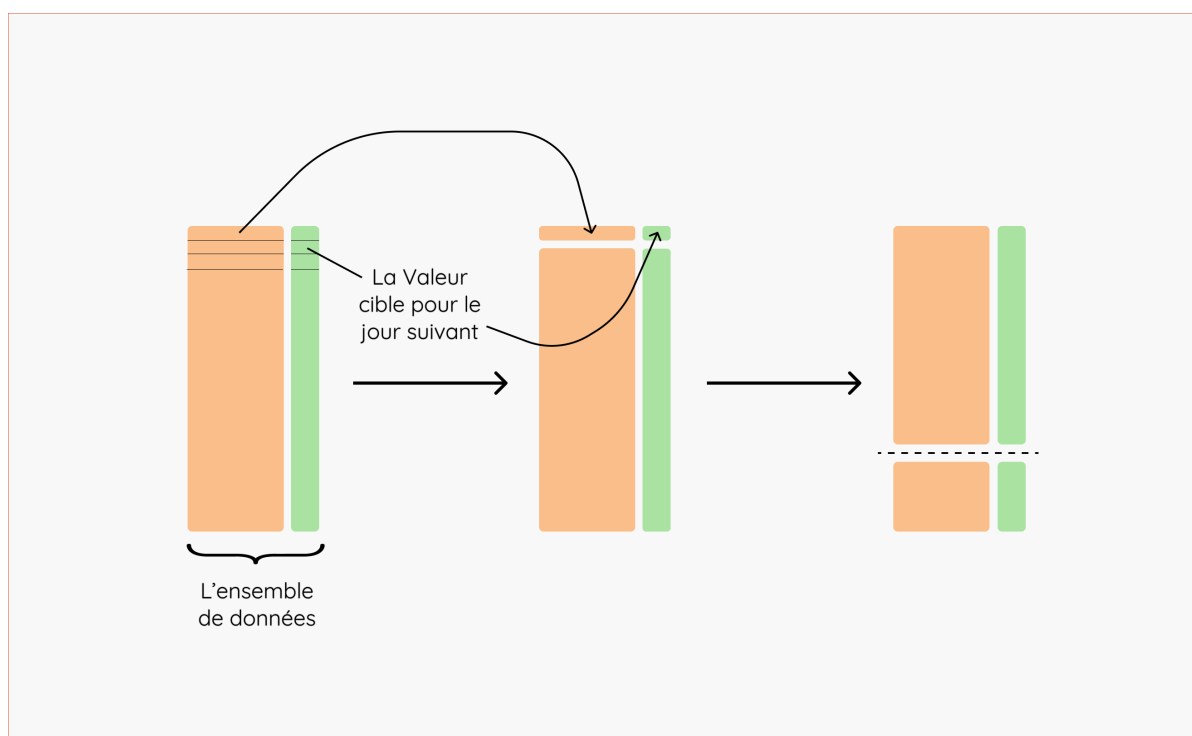 La Valeur
cible pour le
jour suivant
L'ensemble
de données